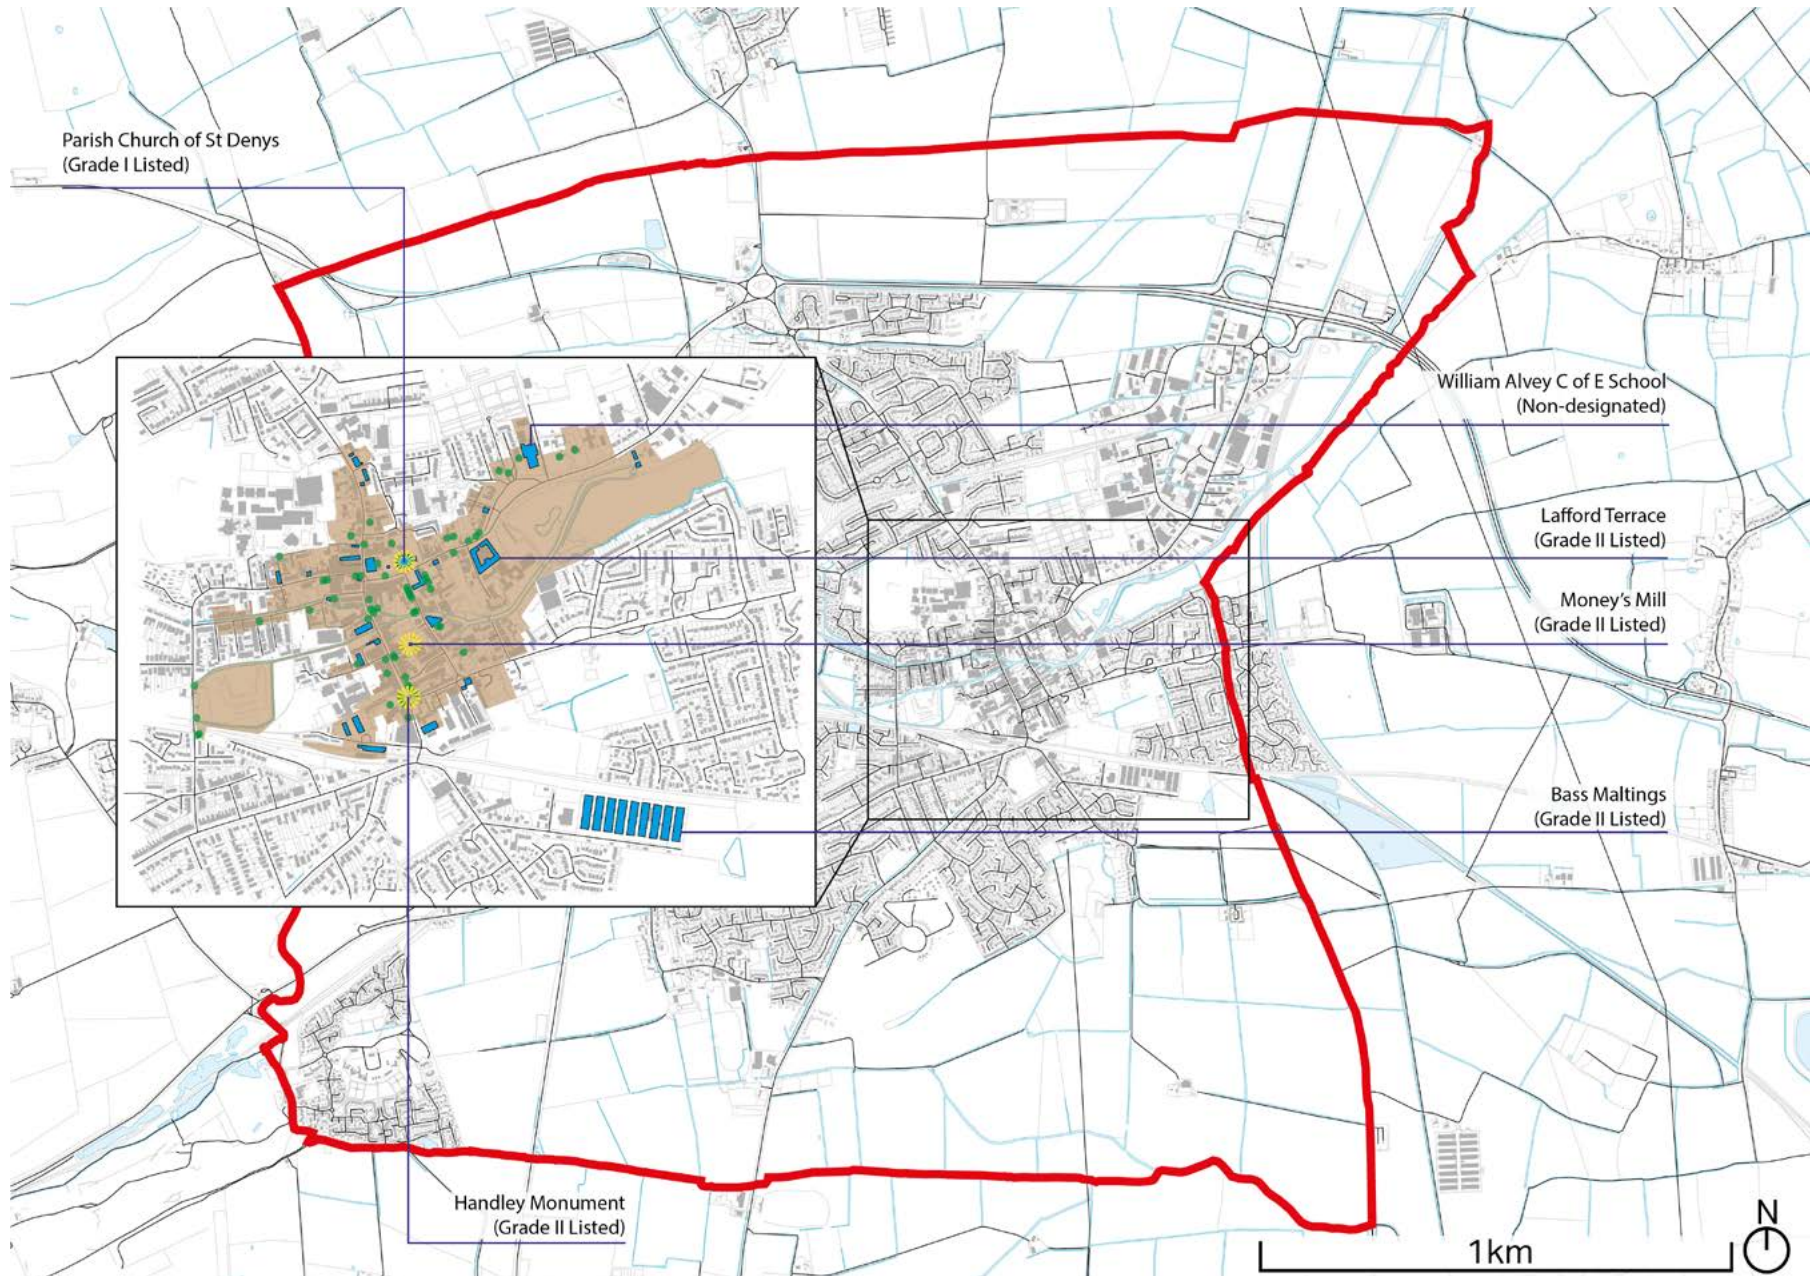 Parish Church of St Denys
(Grade I Listed)
William Alvey C of E School
(Non-designated)
Lafford Terrace
(Grade II Listed)
Money's Mill
(Grade II Listed)
Bass Maltings
(Grade II Listed)
Handley Monument
(Grade II Listed)
N
1km